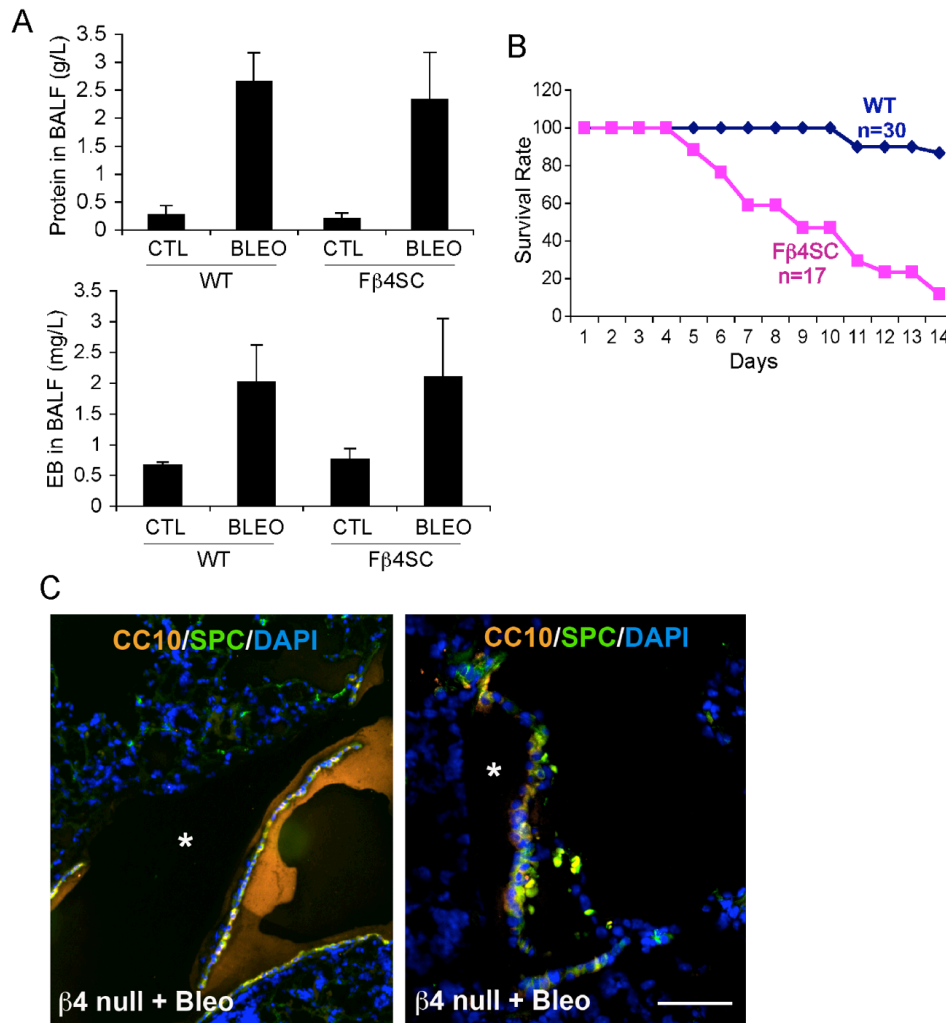 A
Protein in BALF (g/L)
3.5
3
2.5
2
1.5
1
0.5
0
CTL BLEO CTL BLEO
WT Fβ4SC
EB in BALF (mg/L)
3.5
3
2.5
2
1.5
1
0.5
0
CTL BLEO CTL BLEO
WT Fβ4SC
B
Survival Rate
120
100
80
60
40
20
0
WT
n=30
Fβ4SC
n=17
1 2 3 4 5 6 7 8 9 10 11 12 13 14
Days
C
CC10/SPC/DAPI
*
β4 null + Bleo
CC10/SPC/DAPI
*
β4 null + Bleo